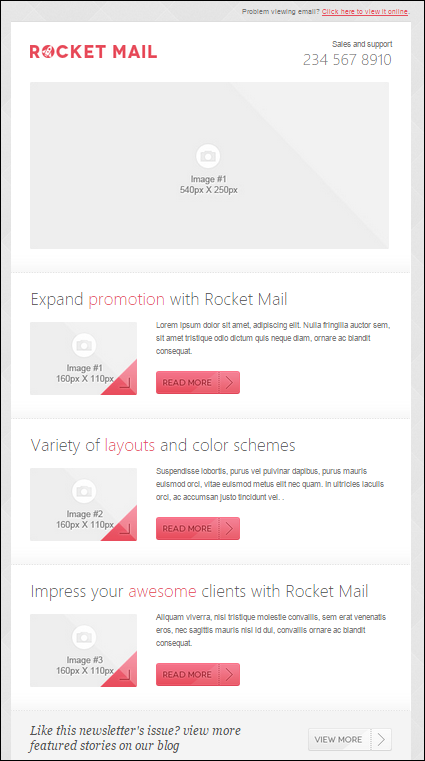 Problem viewing email? Click here to view it online.
ROCKET MAIL
Sales and support
234 567 8910
Image #1
540px X 250px
Expand promotion with Rocket Mail
Image #1
160px X 110px
Lorem ipsum dolor sit amet, adipiscing elit. Nulla fringilla auctor sem,
sit amet tristique odio dictum quis neque diam, ornare ac blandit
consequat.
READ MORE
Variety of layouts and color schemes
Image #2
160px X 110px
Suspendisse lobortis, purus vel pulvinar dapibus, purus mauris
euismod orci, vitae euismod metus elit nec quam. In ultricies iaculis
orci, ac accumsan justo tincidunt vel. .
READ MORE
Impress your awesome clients with Rocket Mail
Image #3
160px X 110px
Aliquam viverra, nisi tristique molestie convallis, sem erat venenatis
eros, nec sagittis mauris nisl id dui, convallis ornare ac blandit
consequat.
READ MORE
Like this newsletter's issue? view more
featured stories on our blog
VIEW MORE